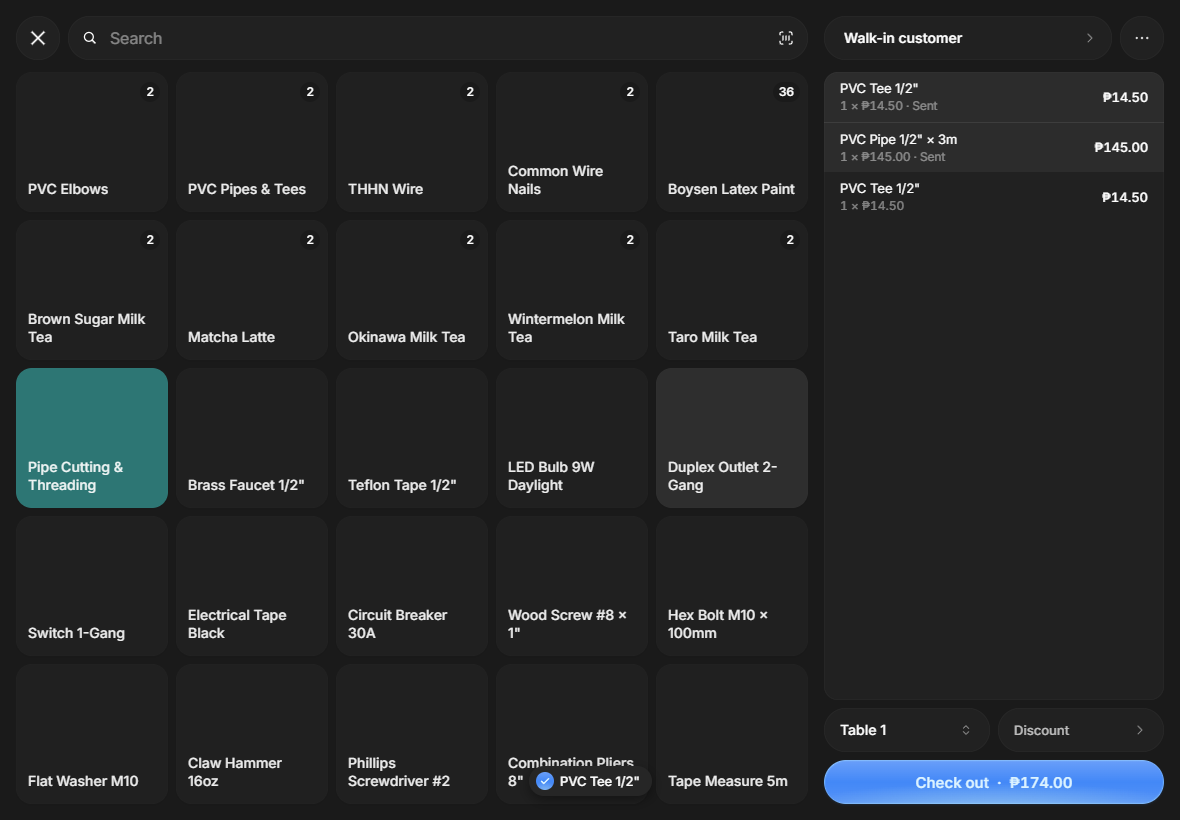 Search
Walk-in customer
2
PVC Elbows
2
PVC Pipes & Tees
2
THHN Wire
2
Common Wire
Nails
36
Boysen Latex Paint
2
Brown Sugar Milk
Tea
2
Matcha Latte
2
Okinawa Milk Tea
2
Wintermelon Milk
Tea
2
Taro Milk Tea
Pipe Cutting &
Threading
Brass Faucet 1/2"
Teflon Tape 1/2"
LED Bulb 9W
Daylight
Duplex Outlet 2-
Gang
Switch 1-Gang
Electrical Tape
Black
Circuit Breaker
30A
Wood Screw #8 ×
1"
Hex Bolt M10 ×
100mm
Flat Washer M10
Claw Hammer
16oz
Phillips
Screwdriver #2
Combination Pliers
8"
PVC Tee 1/2"
Tape Measure 5m
PVC Tee 1/2"
1 × ₱14.50 · Sent
₱14.50
PVC Pipe 1/2" × 3m
1 × ₱145.00 · Sent
₱145.00
PVC Tee 1/2"
1 × ₱14.50
₱14.50
Table 1
Discount
Check out · ₱174.00